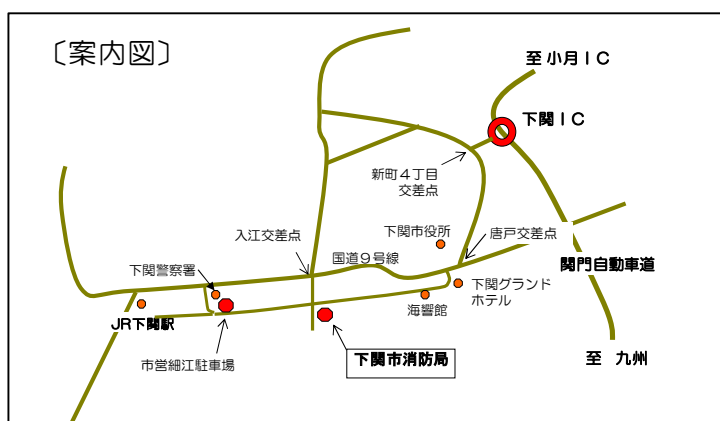 〔案内図〕
至 小月ＩＣ
下関ＩＣ
新町４丁目
交差点
下関市役所
唐戸交差点
入江交差点
国道９号線
関門自動車道
下関警察署
下関グランド
ホテル
海響館
JR下関駅
市営細江駐車場
下関市消防局
至 九州